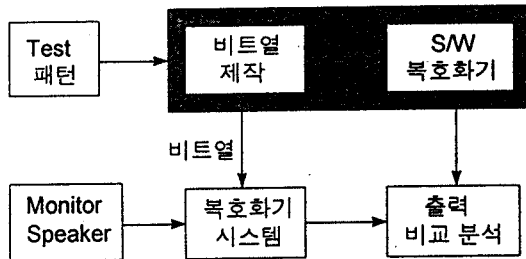 Test
패턴
비트열
제작
S/W
복호화기
비트열
Monitor
Speaker
복호화기
시스템
출력
비교 분석